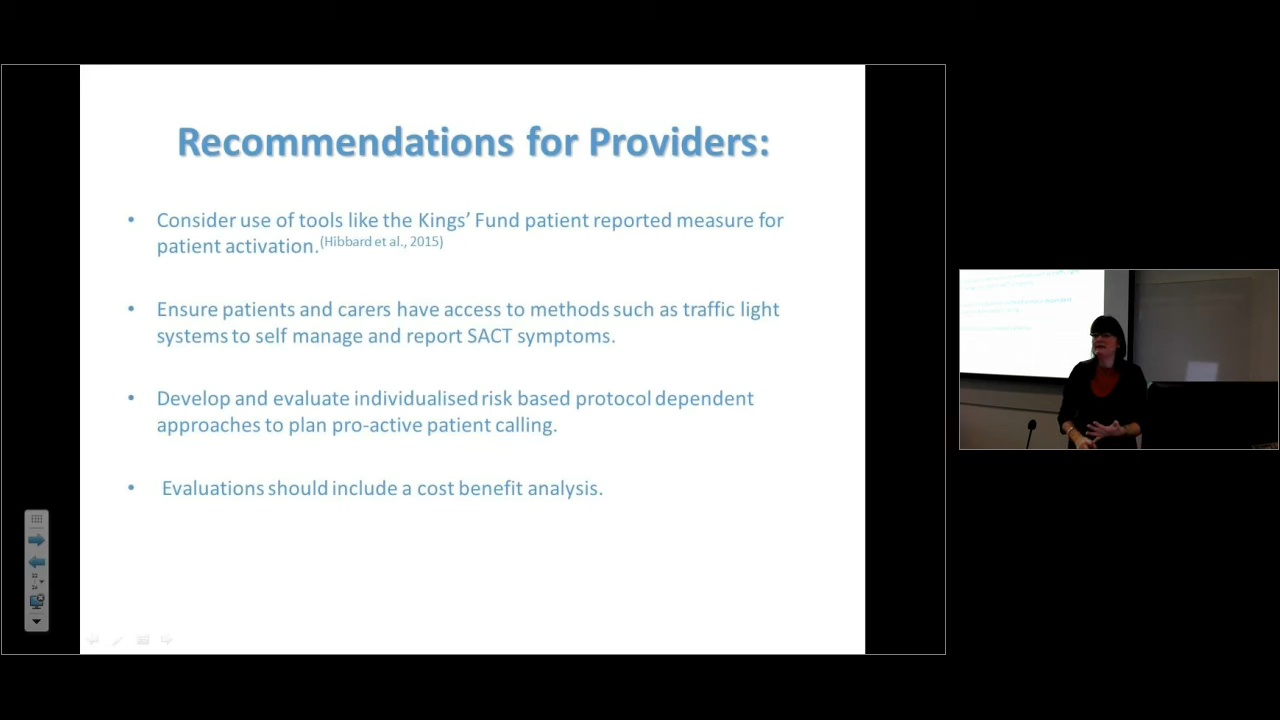 Recommendations for Providers:
• Consider use of tools like the Kings’ Fund patient reported measure for
patient activation.(Hibbard et al., 2015)
• Ensure patients and carers have access to methods such as traffic light
systems to self manage and report SACT symptoms.
• Develop and evaluate individualised risk based protocol dependent
approaches to plan pro-active patient calling.
• Evaluations should include a cost benefit analysis.